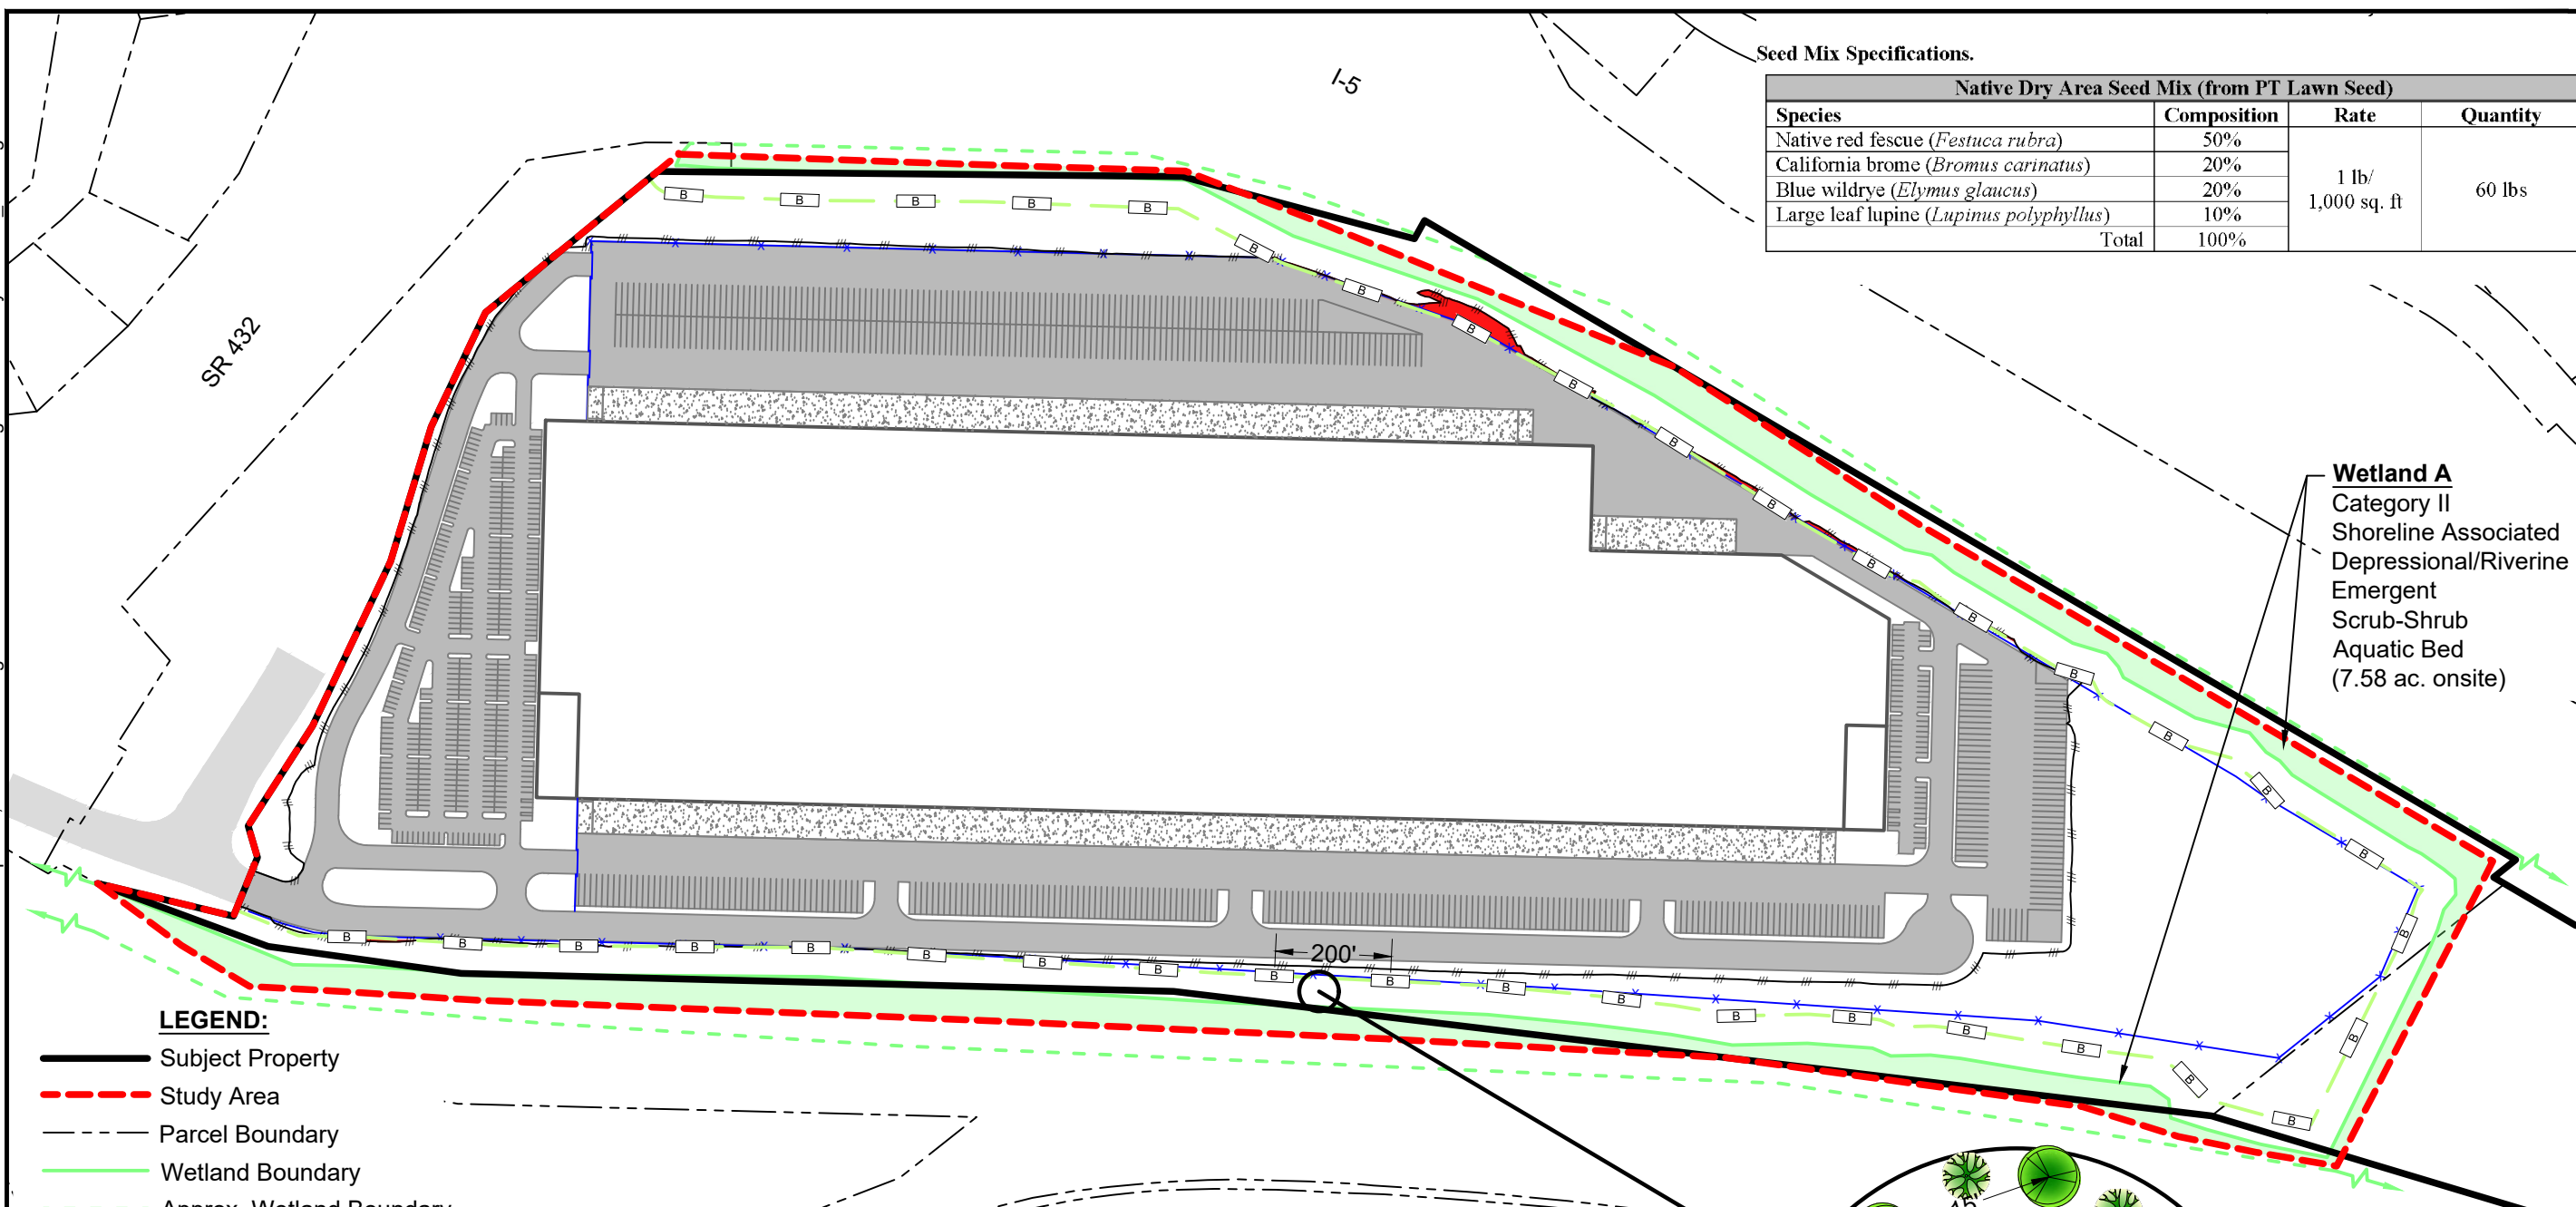 I-5
Seed Mix Specifications.
Native Dry Area Seed Mix (from PT Lawn Seed)
Species Composition Rate Quantity
Native red fescue (Festuca rubra) 50%
California brome (Bromus carinatus) 20%
Blue wildrye (Elymus glaucus) 20%
Large leaf lupine (Lupinus polyphyllus) 10%
Total 100%
1 lb/
1,000 sq. ft
60 lbs
SR 432
Wetland A
Category II
Shoreline Associated
Depressional/Riverine
Emergent
Scrub-Shrub
Aquatic Bed
(7.58 ac. onsite)
B B B B B
B
B
B
B
B
B
B
B
B
B
B
B
B
B B B B B B B B B B B B B B B B
B
B
B
200'
LEGEND:
Subject Property
Study Area
Parcel Boundary
Wetland Boundary
Approx. Wetland Boundary